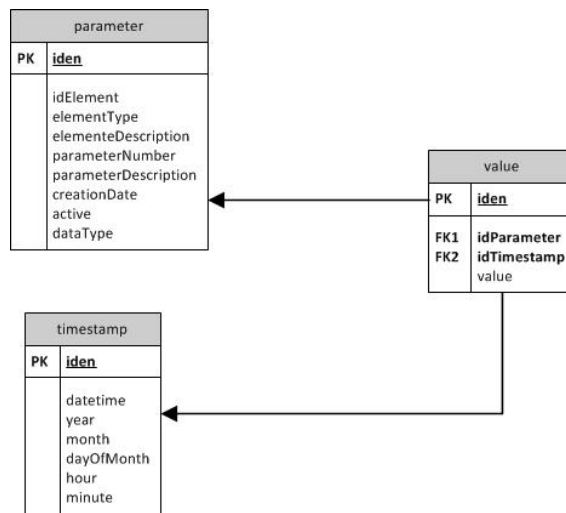 parameter
PK iden
idElement
elementType
elementeDescription
parameterNumber
parameterDescription
creationDate
active
dataType
value
PK iden
FK1 idParameter
FK2 idTimestamp
value
timestamp
PK iden
datetime
year
month
dayOfMonth
hour
minute